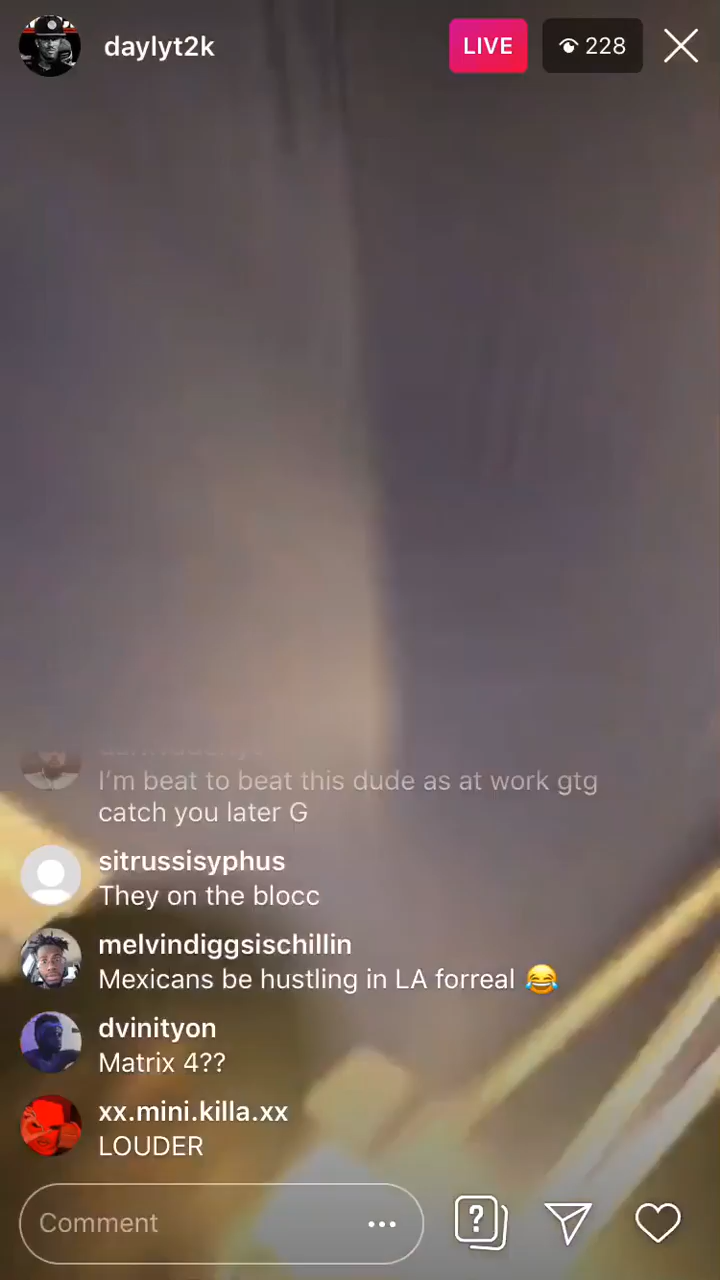 daylyt2k
LIVE
228
I'm beat to beat this dude as at work gtg
catch you later G
sitrussisyphus
They on the blocc
melvindiggsischillin
Mexicans be hustling in LA forreal 😂
dvinityon
Matrix 4??
xx.mini.killa.xx
LOUDER
Comment